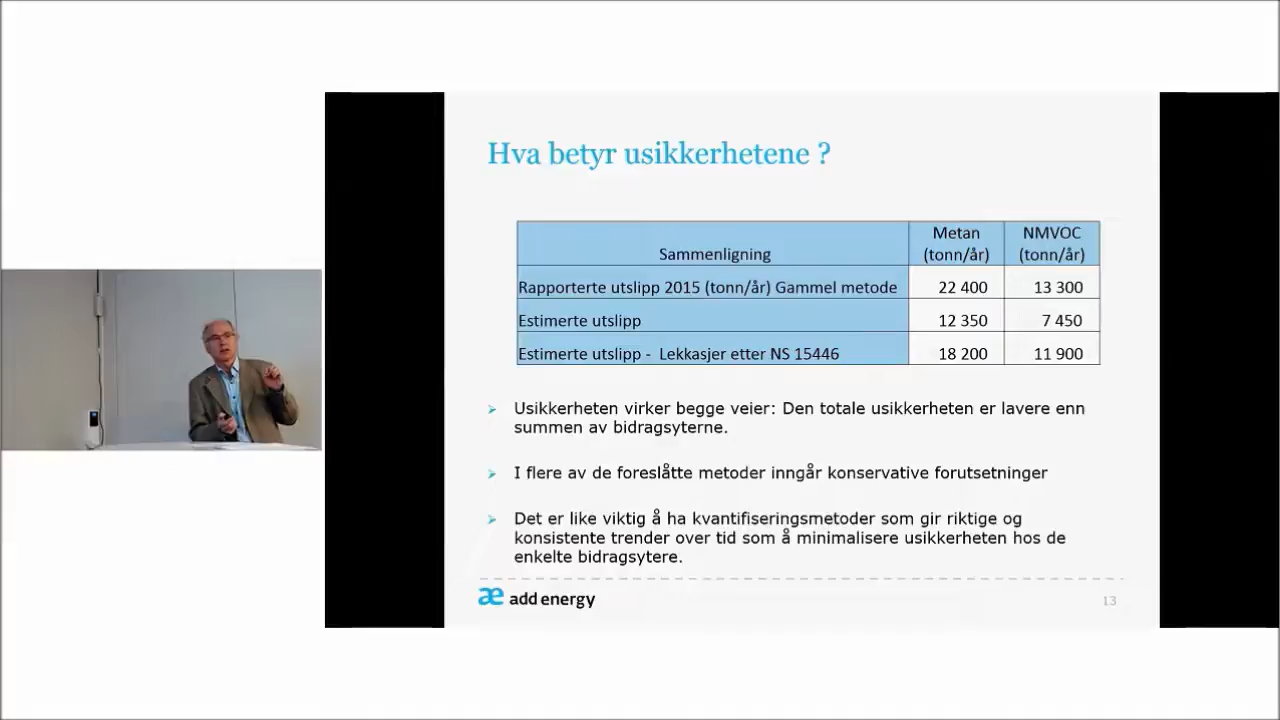 Hva betyr usikkerhetene ?
Sammenligning
Metan
(tonn/år)
NMVOC
(tonn/år)
Rapporterte utslipp 2015 (tonn/år) Gammel metode 22 400 13 300
Estimerte utslipp 12 350 7 450
Estimerte utslipp - Lekkasjer etter NS 15446 18 200 11 900
Usikkerheten virker begge veier: Den totale usikkerheten er lavere enn
summen av bidragsyterne.
I flere av de foreslåtte metoder inngår konservative forutsetninger
Det er like viktig å ha kvantifiseringsmetoder som gir riktige og
konsistente trender over tid som å minimalisere usikkerheten hos de
enkelte bidragsytere.
æ add energy
13